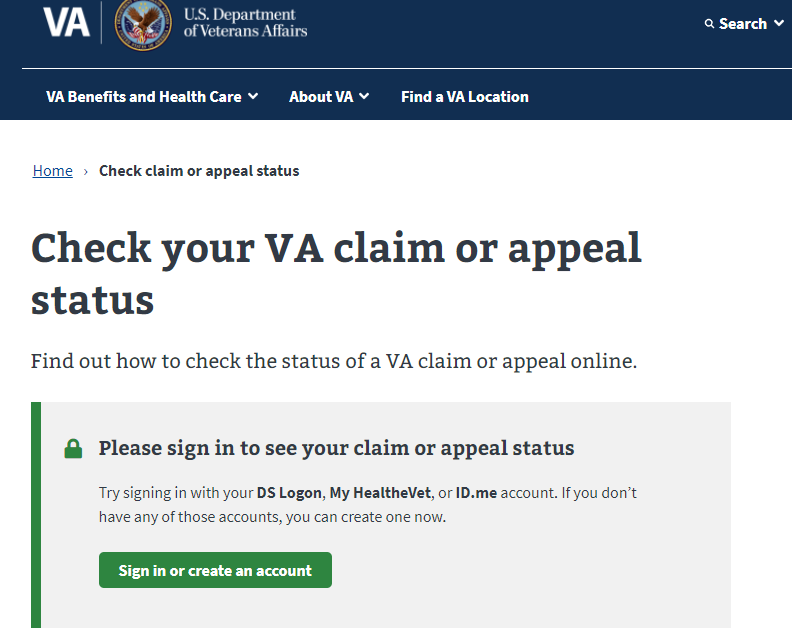 VA
U.S. Department
of Veterans Affairs
Search
VA Benefits and Health Care
About VA
Find a VA Location
Home › Check claim or appeal status
Check your VA claim or appeal
status
Find out how to check the status of a VA claim or appeal online.
Please sign in to see your claim or appeal status
Try signing in with your DS Logon, My HealtheVet, or ID.me account. If you don’t
have any of those accounts, you can create one now.
Sign in or create an account